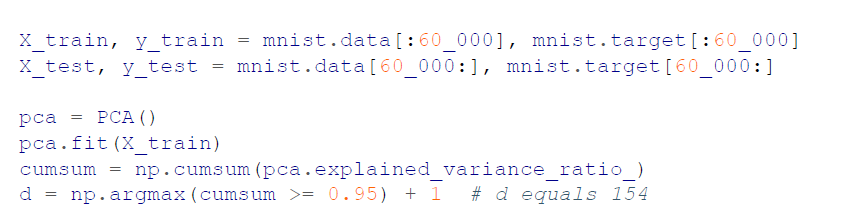 X_train, y_train = mnist.data[:60_000], mnist.target[:60_000]
X_test, y_test = mnist.data[60_000:], mnist.target[60_000:]
pca = PCA()
pca.fit(X_train)
cumsum = np.cumsum(pca.explained_variance_ratio_)
d = np.argmax(cumsum >= 0.95) + 1  # d equals 154